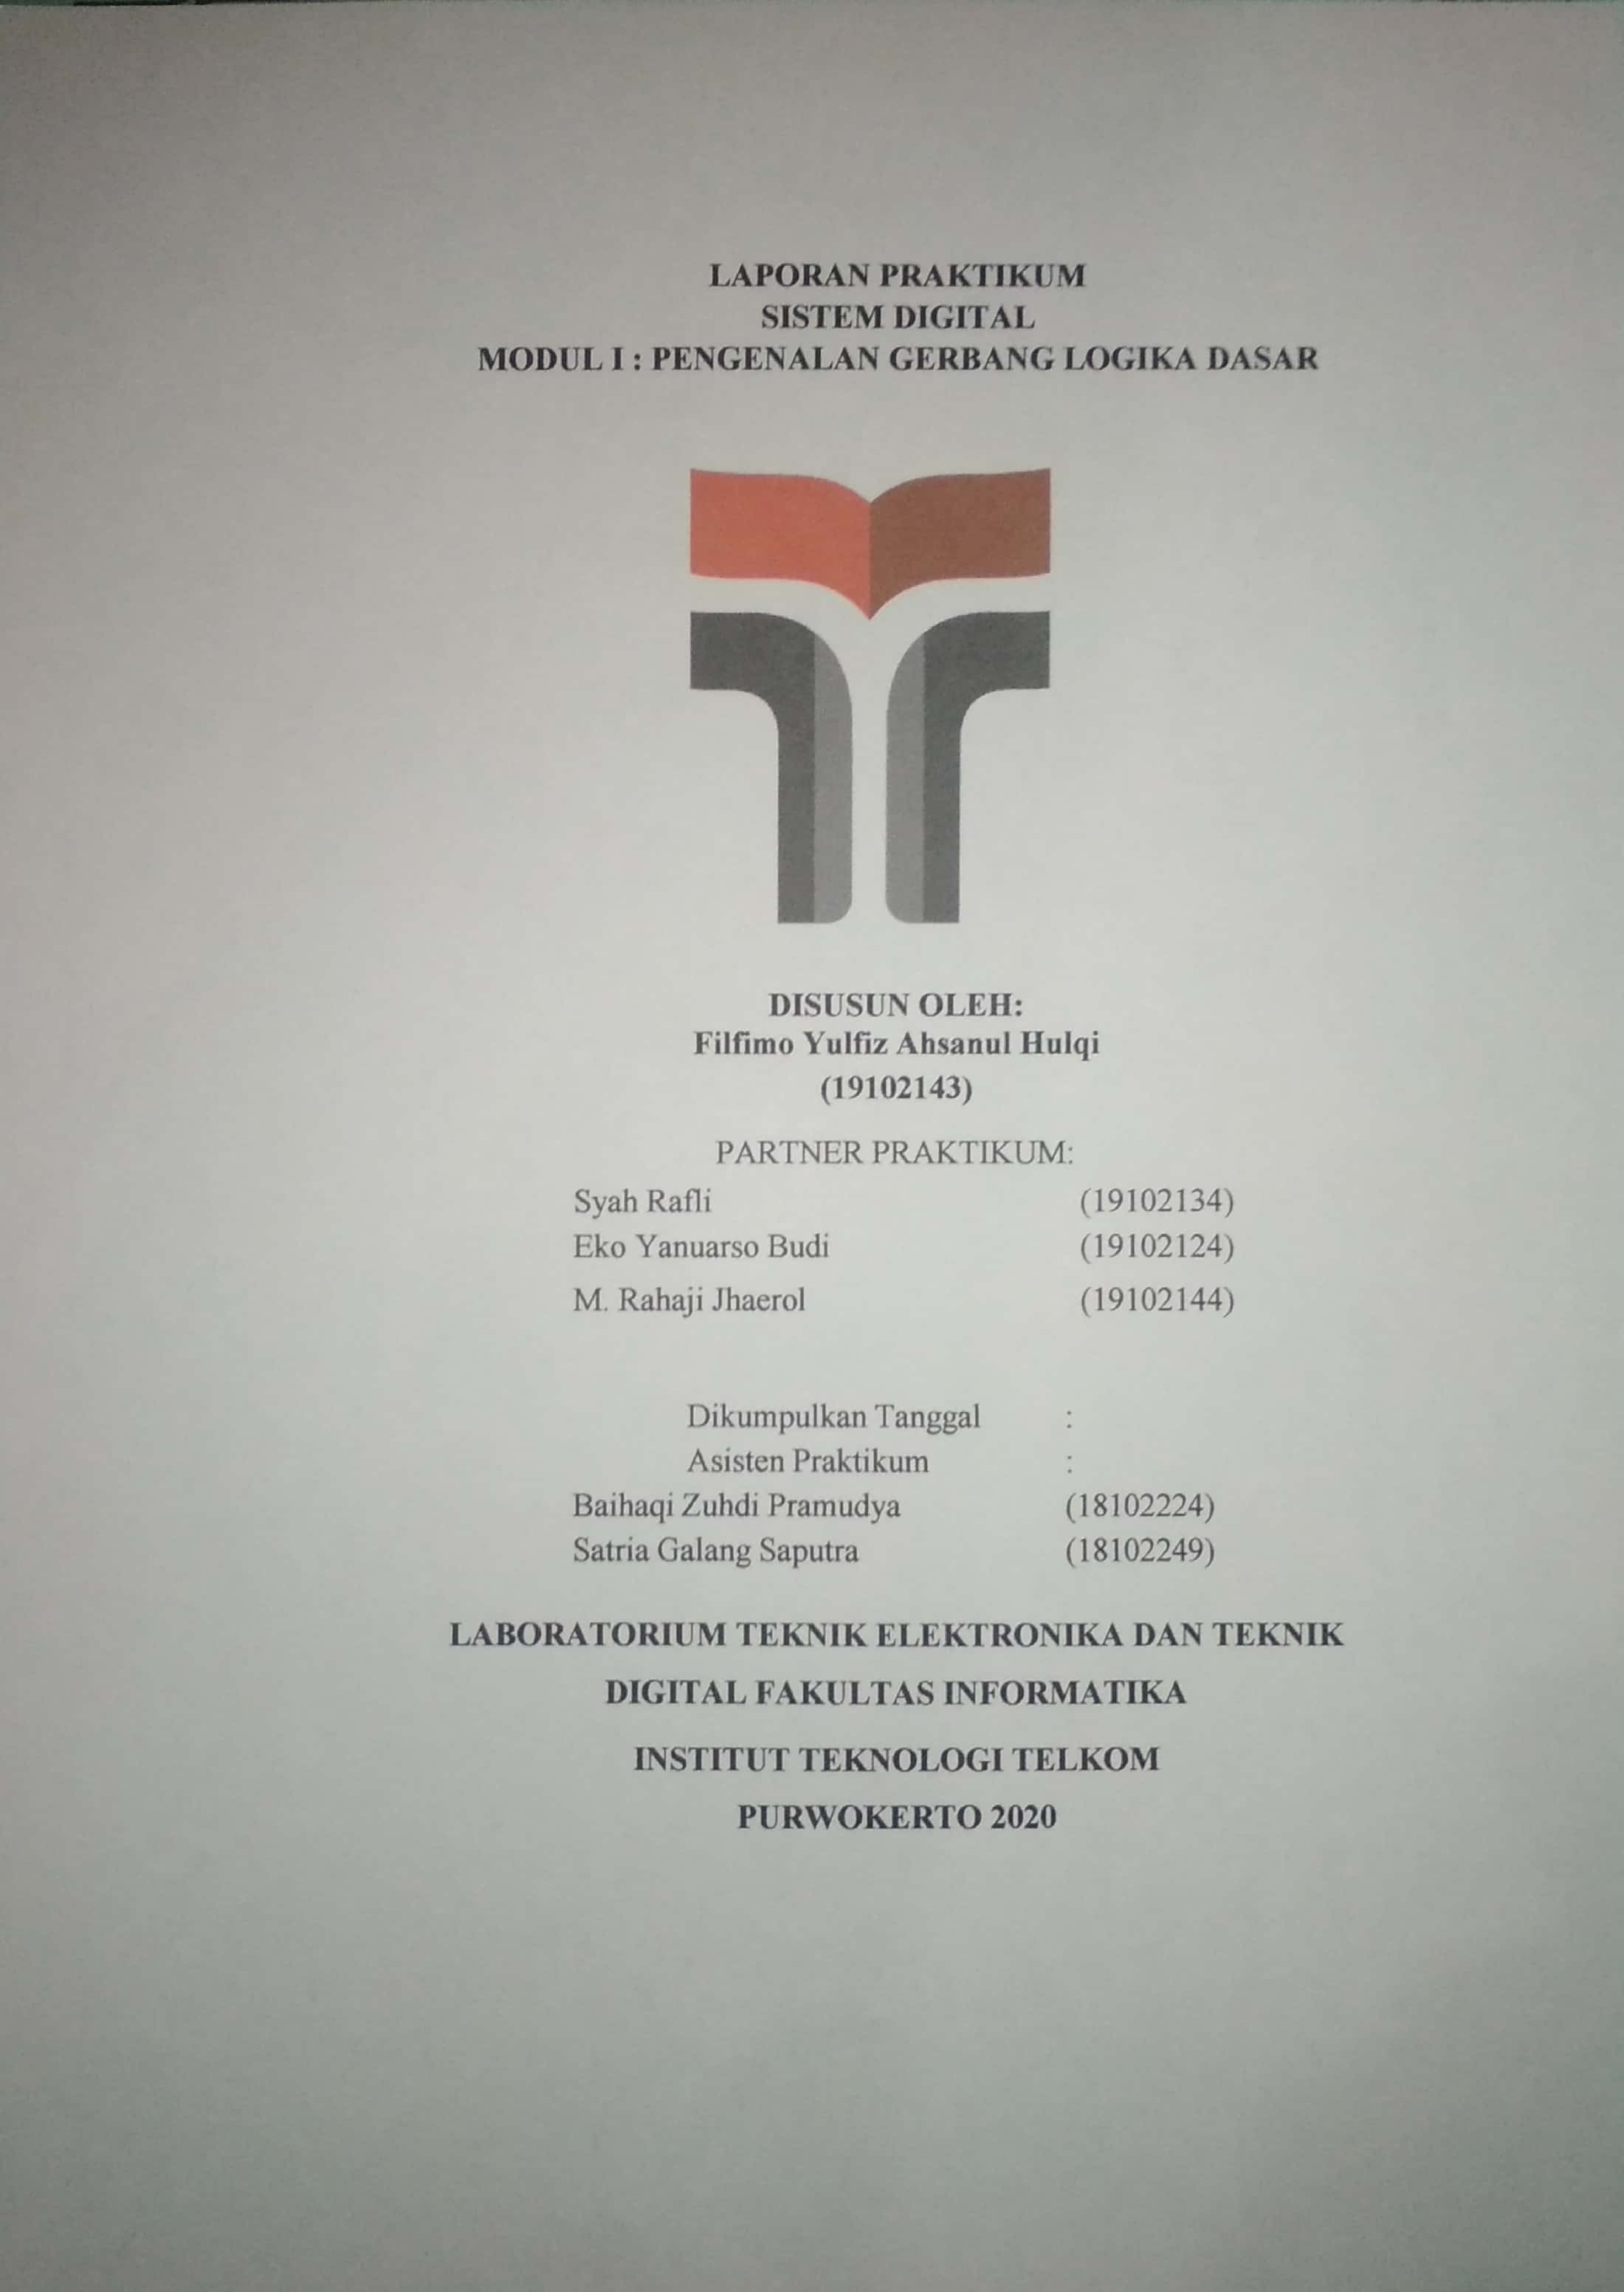 LAPORAN PRAKTIKUM
SISTEM DIGITAL
MODUL I : PENGENALAN GERBANG LOGIKA DASAR
DISUSUN OLEH:
Filfimo Yulfiz Ahsanul Hulqi
(19102143)
PARTNER PRAKTIKUM:
Syah Rafli (19102134)
Eko Yanuarso Budi (19102124)
M. Rahaji Jhaerol (19102144)
Dikumpulkan Tanggal :
Asisten Praktikum :
Baihaqi Zuhdi Pramudya (18102224)
Satria Galang Saputra (18102249)
LABORATORIUM TEKNIK ELEKTRONIKA DAN TEKNIK
DIGITAL FAKULTAS INFORMATIKA
INSTITUT TEKNOLOGI TELKOM
PURWOKERTO 2020